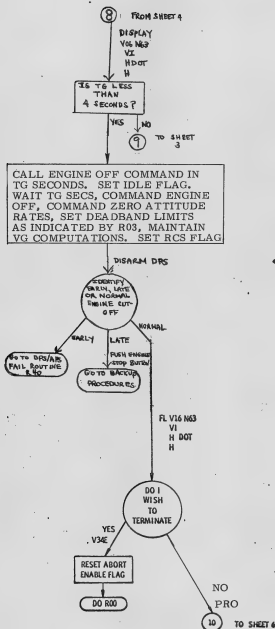 8 FROM SHEET 4
DISPLAY
V06 N63
VI
HDOT
H
IS TG LESS
THAN
4 SECONDS?
YES
NO
9
TO SHEET
3
CALL ENGINE OFF COMMAND IN
TG SECONDS. SET IDLE FLAG.
WAIT TG SECS, COMMAND ENGINE
OFF, COMMAND ZERO ATTITUDE
RATES, SET DEADBAND LIMITS
AS INDICATED BY R03, MAINTAIN
VG COMPUTATIONS. SET RCS FLAG
DISARM DPS
IDENTIFY
EARLY, LATE
OR NORMAL
ENGINE CUT-
OFF
EARLY
LATE
NORMAL
PUSH ENGINE
STOP BUTTON
GO TO DPS/APS
FAIL ROUTINE
R40
GO TO BACKUP
PROCEDURES
FL V16 N63
VI
H DOT
H
DO I
WISH
TO
TERMINATE
YES
V34E
NO
PRO
RESET ABORT
ENABLE FLAG
DO R00
10 TO SHEET 6